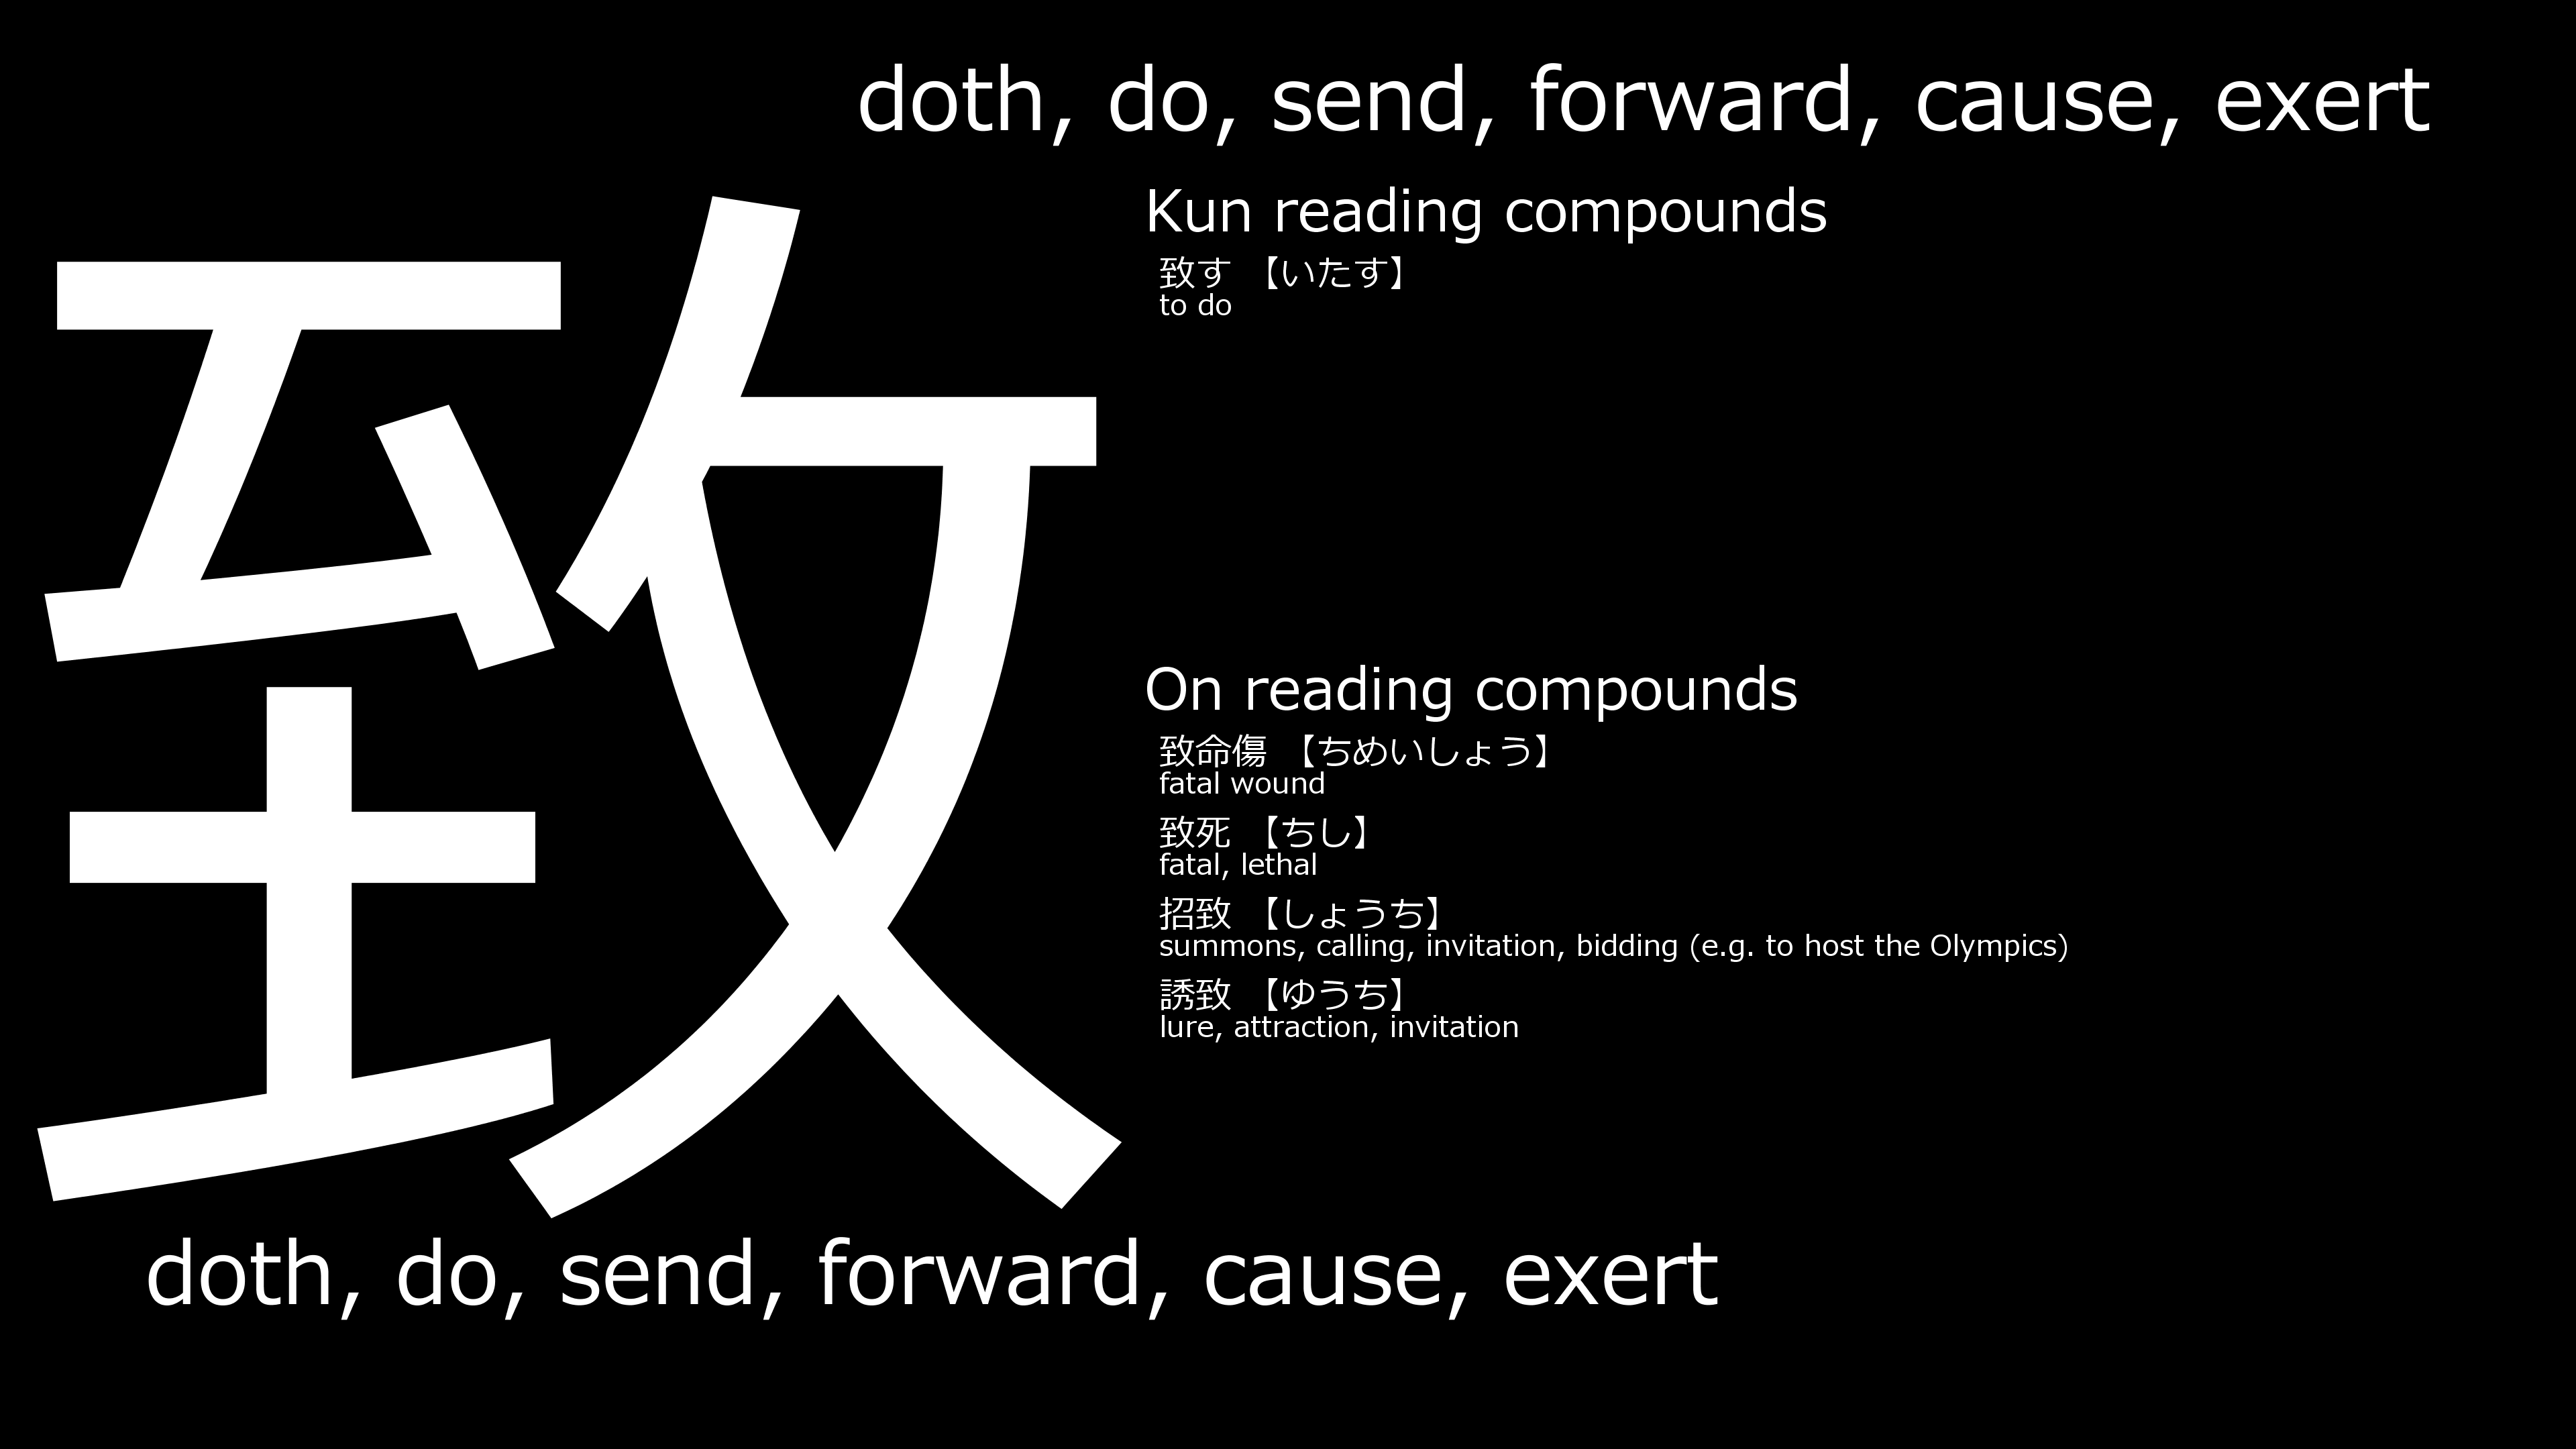 doth, do, send, forward, cause, exert
致
Kun reading compounds
致す 【いたす】
to do
On reading compounds
致命傷 【ちめいしょう】
fatal wound
致死 【ちし】
fatal, lethal
招致 【しょうち】
summons, calling, invitation, bidding (e.g. to host the Olympics)
誘致 【ゆうち】
lure, attraction, invitation
doth, do, send, forward, cause, exert